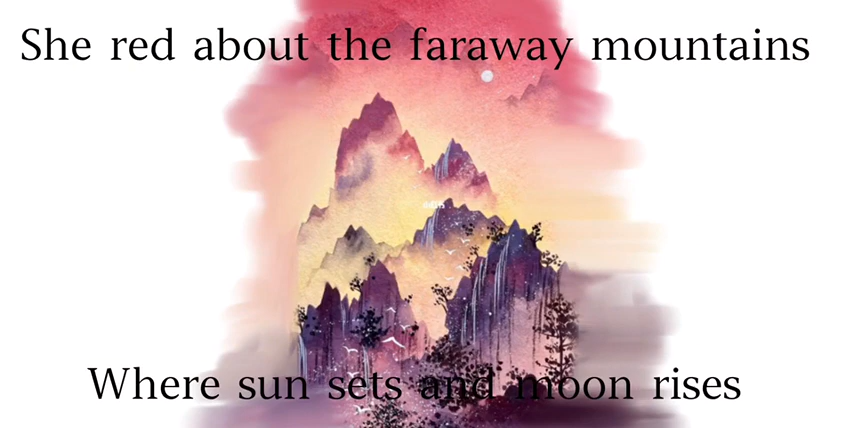 She red about the faraway mountains
Where sun sets and moon rises